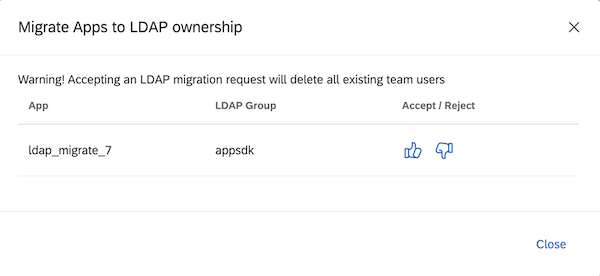 Migrate Apps to LDAP ownership
Warning! Accepting an LDAP migration request will delete all existing team users
App LDAP Group Accept / Reject
ldap_migrate_7 appsdk
Close